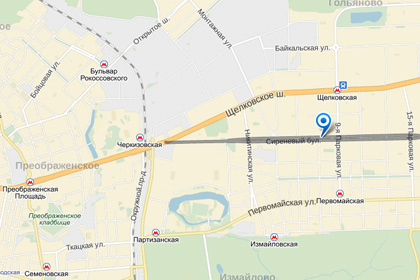 Гольяново
Открытое ш.
Монтажная ул.
Байкальская ул.
Бульвар
Рокоссовского
Бойцовая ул.
Щелковская
Щелковское ш.
15-я Парковая ул.
9-я Парковая ул.
Черкизовская
Сиреневый бул.
Никитинская ул.
Преображенское
Преображенская
Площадь
Окружной пр-д
Первомайская
Первомайская ул.
Преображенское
кладбище
Партизанская
Измайловская
Ткацкая ул.
Семеновская
Измайлово